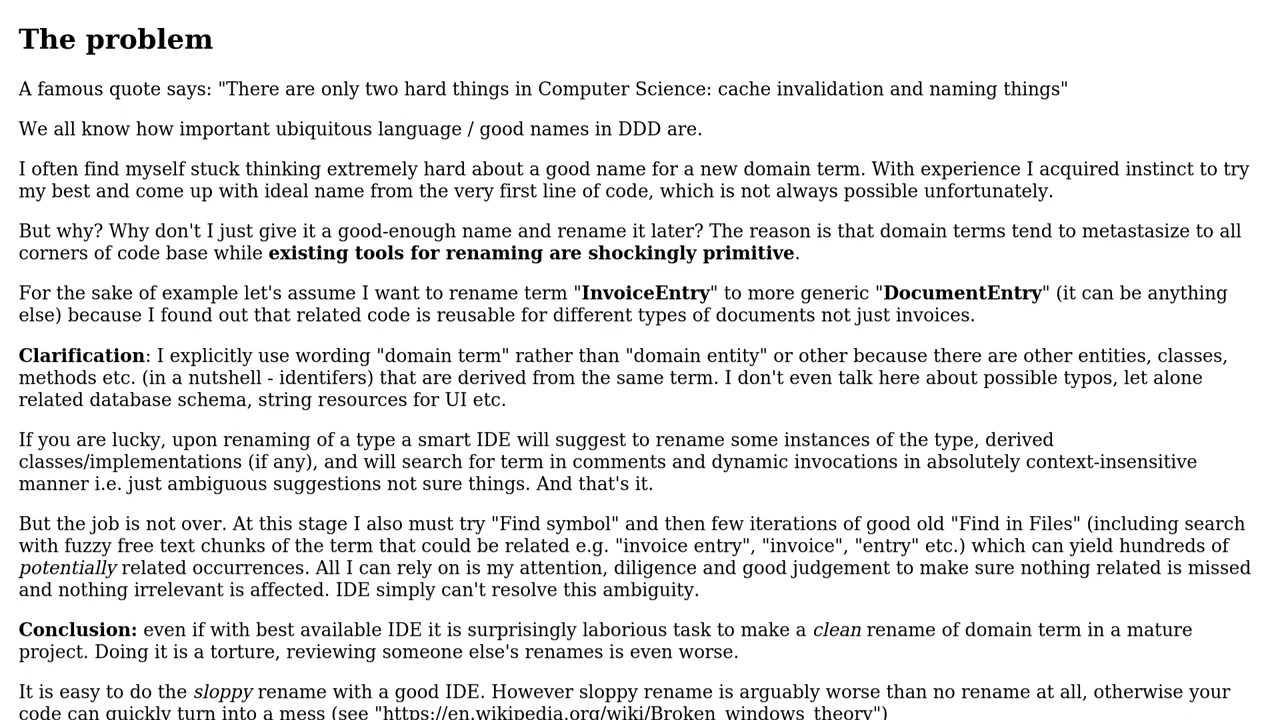 The problem
A famous quote says: "There are only two hard things in Computer Science: cache invalidation and naming things"
We all know how important ubiquitous language / good names in DDD are.
I often find myself stuck thinking extremely hard about a good name for a new domain term. With experience I acquired instinct to try
my best and come up with ideal name from the very first line of code, which is not always possible unfortunately.
But why? Why don't I just give it a good-enough name and rename it later? The reason is that domain terms tend to metastasize to all
corners of code base while existing tools for renaming are shockingly primitive.
For the sake of example let's assume I want to rename term "InvoiceEntry" to more generic "DocumentEntry" (it can be anything
else) because I found out that related code is reusable for different types of documents not just invoices.
Clarification: I explicitly use wording "domain term" rather than "domain entity" or other because there are other entities, classes,
methods etc. (in a nutshell - identifers) that are derived from the same term. I don't even talk here about possible typos, let alone
related database schema, string resources for UI etc.
If you are lucky, upon renaming of a type a smart IDE will suggest to rename some instances of the type, derived
classes/implementations (if any), and will search for term in comments and dynamic invocations in absolutely context-insensitive
manner i.e. just ambiguous suggestions not sure things. And that's it.
But the job is not over. At this stage I also must try "Find symbol" and then few iterations of good old "Find in Files" (including search
with fuzzy free text chunks of the term that could be related e.g. "invoice entry", "invoice", "entry" etc.) which can yield hundreds of
potentially related occurrences. All I can rely on is my attention, diligence and good judgement to make sure nothing related is missed
and nothing irrelevant is affected. IDE simply can't resolve this ambiguity.
Conclusion: even if with best available IDE it is surprisingly laborious task to make a clean rename of domain term in a mature
project. Doing it is a torture, reviewing someone else's renames is even worse.
It is easy to do the sloppy rename with a good IDE. However sloppy rename is arguably worse than no rename at all, otherwise your
code can quickly turn into a mess (see "https://en.wikipedia.org/wiki/Broken_windows_theory")